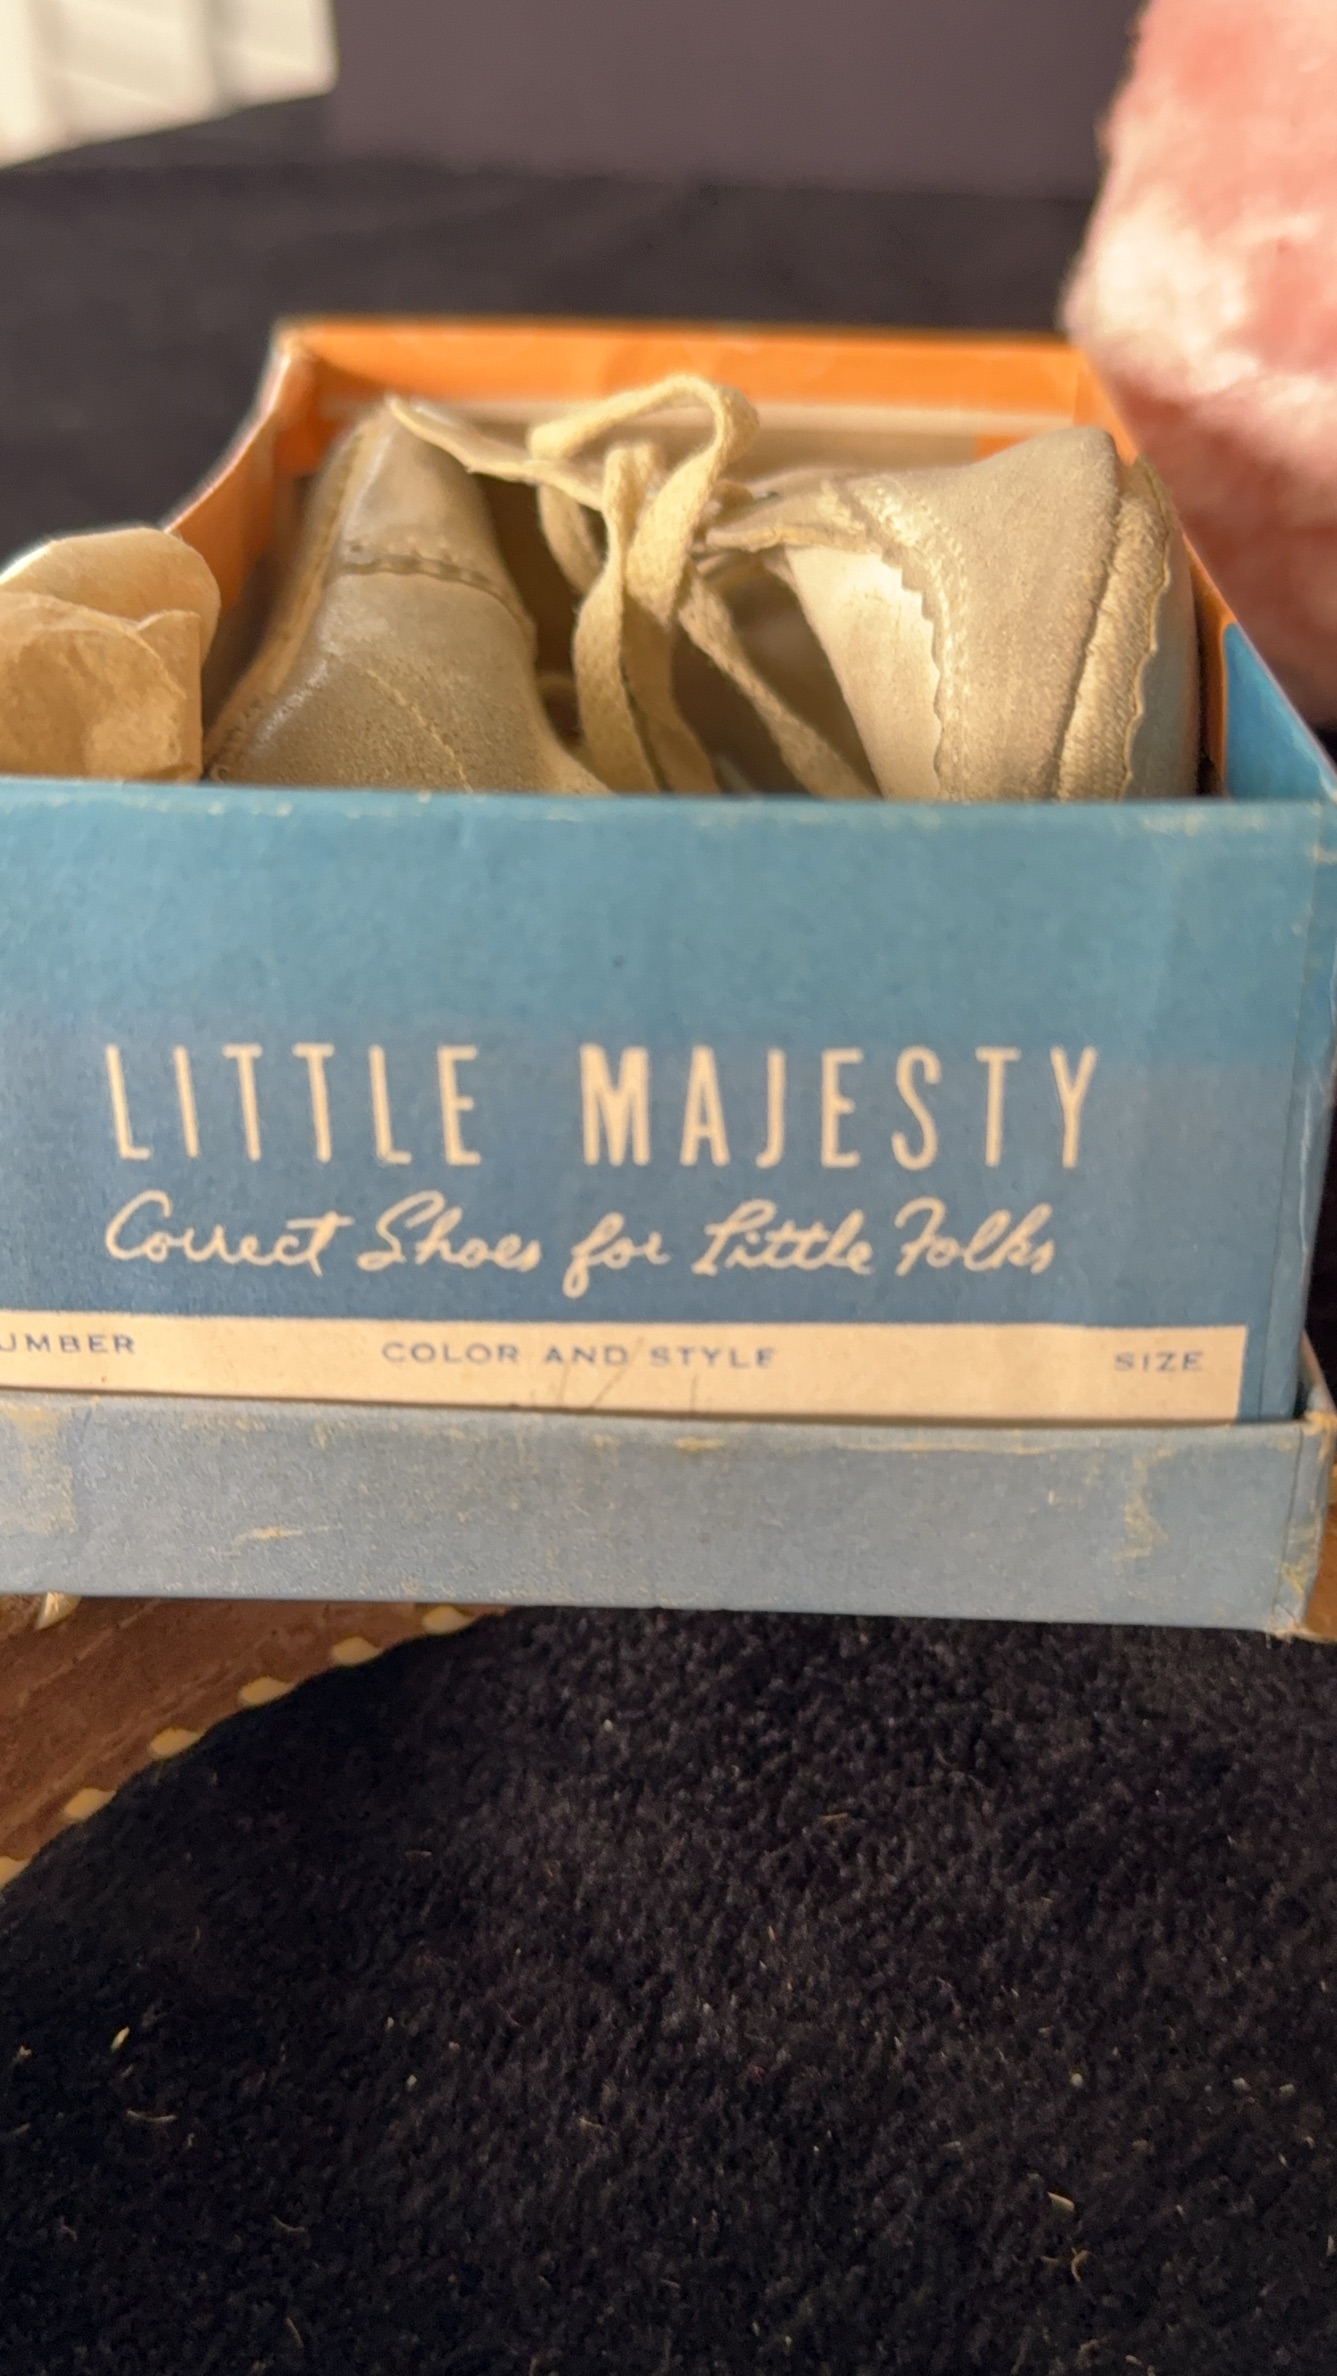 LITTLE MAJESTY
Correct Shoes for Little Folks
UMBER COLOR AND STYLE SIZE